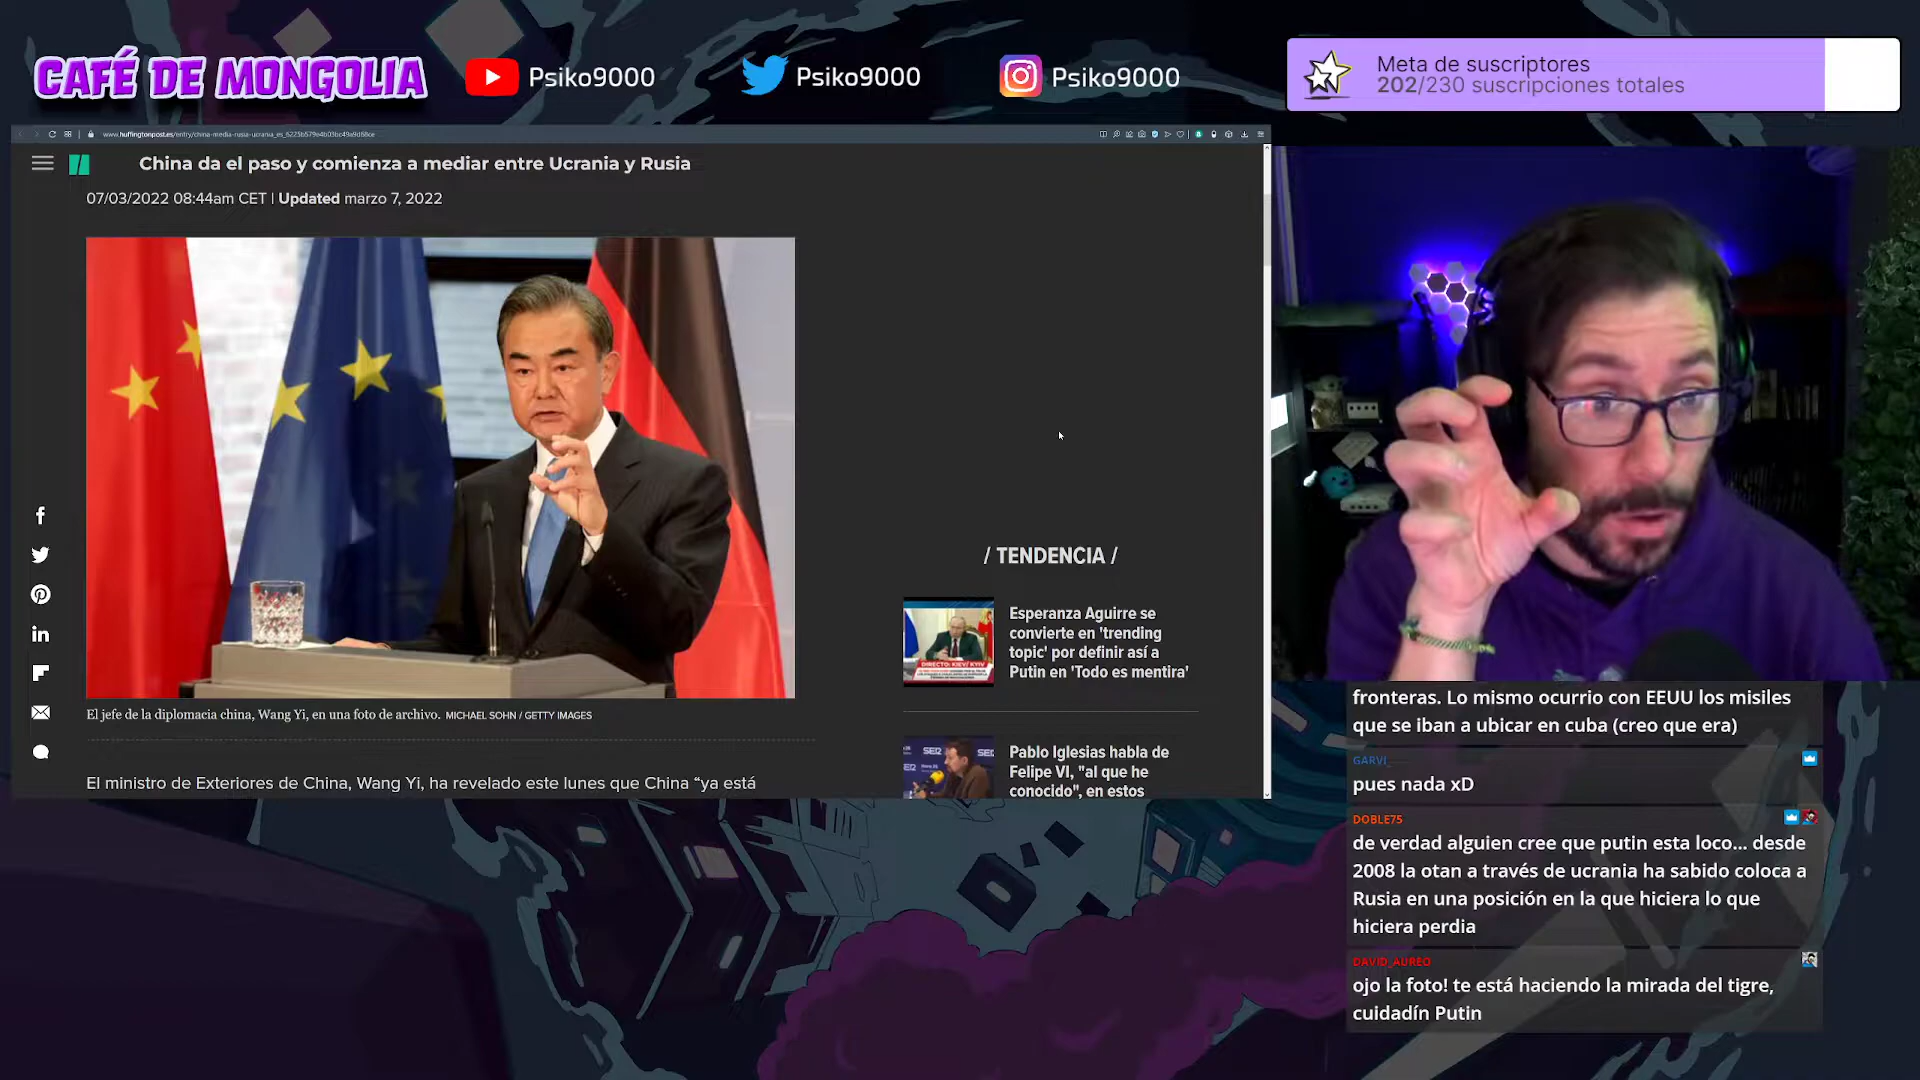 CAFÉ DE MONGOLIA
Psiko9000
Psiko9000
Psiko9000
Meta de suscriptores
202/230 suscripciones totales
China da el paso y comienza a mediar entre Ucrania y Rusia
07/03/2022 08:44am CET | Updated marzo 7, 2022
El jefe de la diplomacia china, Wang Yi, en una foto de archivo. MICHAEL SOHN / GETTY IMAGES
El ministro de Exteriores de China, Wang Yi, ha revelado este lunes que China “ya está
/ TENDENCIA /
DIRECTO: KIEV/ KYIV
Esperanza Aguirre se
convierte en 'trending
topic' por definir así a
Putin en 'Todo es mentira'
SER
Pablo Iglesias habla de
Felipe VI, "al que he
conocido", en estos
fronteras. Lo mismo ocurrio con EEUU los misiles
que se iban a ubicar en cuba (creo que era)
GARVI_
pues nada xD
DOBLE75
de verdad alguien cree que putin esta loco... desde
2008 la otan a través de ucrania ha sabido coloca a
Rusia en una posición en la que hiciera lo que
hiciera perdia
DAVID_AUREO
ojo la foto! te está haciendo la mirada del tigre,
cuidadín Putin